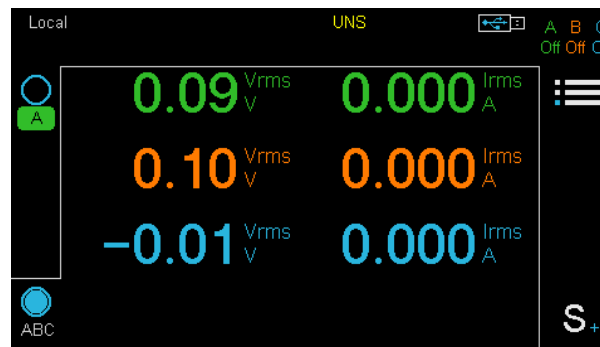 Local UNS A B
Off Off
0.09 Vrms V 0.000 Irms A
A
0.10 Vrms V 0.000 Irms A
−0.01 Vrms V 0.000 Irms A
ABC
S+